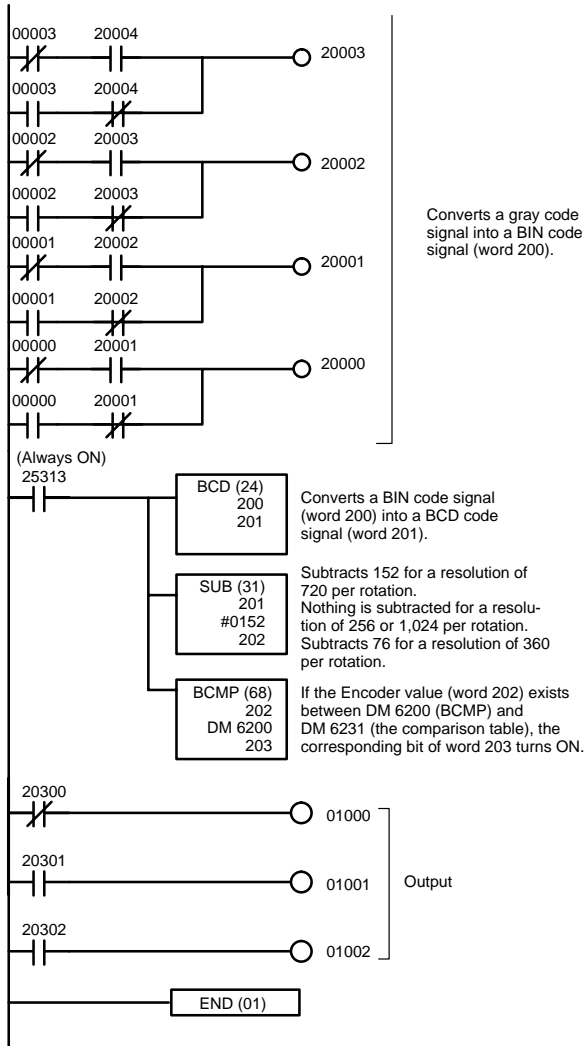 00003 20004
20003
00003 20004
00002 20003
20002
00002 20003
Converts a gray code
signal into a BIN code
signal (word 200).
00001 20002
20001
00001 20002
00000 20001
20000
00000 20001
(Always ON)
25313
BCD (24)
200
201
Converts a BIN code signal
(word 200) into a BCD code
signal (word 201).
SUB (31)
201
#0152
202
Subtracts 152 for a resolution of
720 per rotation.
Nothing is subtracted for a resolu-
tion of 256 or 1,024 per rotation.
Subtracts 76 for a resolution of 360
per rotation.
BCMP (68)
202
DM 6200
203
If the Encoder value (word 202) exists
between DM 6200 (BCMP) and
DM 6231 (the comparison table), the
corresponding bit of word 203 turns ON.
20300
01000
20301
01001
Output
20302
01002
END (01)